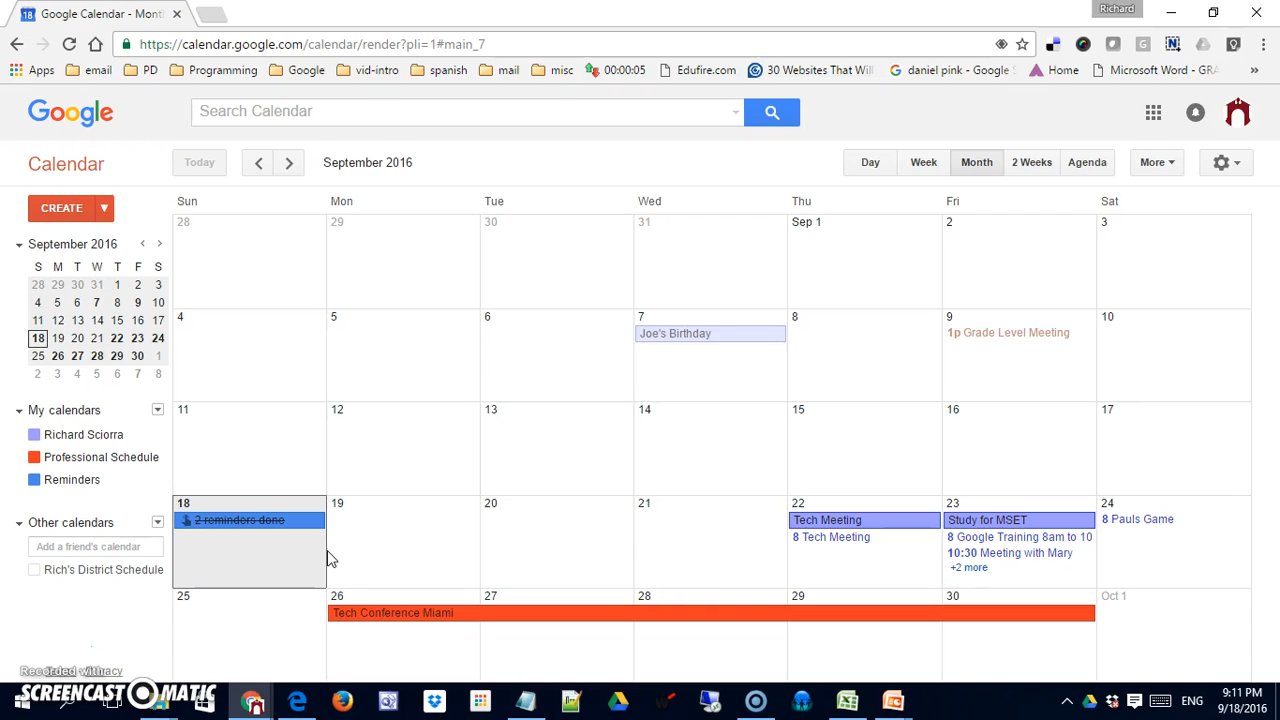 Google Calendar - Mont
Richard
https://calendar.google.com/calendar/render?pli=1#main_7
Apps email PD Programming Google vid-intro spanish mail misc 00:00:05 Edufire.com 30 Websites That Will daniel pink - Google S Home Microsoft Word - GRA
Google
Search Calendar
Calendar
Today
September 2016
Day Week Month 2 Weeks Agenda More
CREATE
September 2016
S M T W T F S
28 29 30 31 1 2 3
4 5 6 7 8 9 10
11 12 13 14 15 16 17
18 19 20 21 22 23 24
25 26 27 28 29 30 1
2 3 4 5 6 7 8
My calendars
Richard Sciorra
Professional Schedule
Reminders
Other calendars
Add a friend's calendar
Rich's District Schedule
Sun Mon Tue Wed Thu Fri Sat
28 29 30 31 Sep 1 2 3
4 5 6 7 8 9 10
Joe's Birthday
1p Grade Level Meeting
11 12 13 14 15 16 17
18 19 20 21 22 23 24
2 reminders done
Tech Meeting
8 Tech Meeting
Study for MSET
8 Google Training 8am to 10
10:30 Meeting with Mary
+2 more
8 Pauls Game
25 26 27 28 29 30 Oct 1
Tech Conference Miami
Recorded with
SCREENCAST MATIC
ENG
9:11 PM
9/18/2016